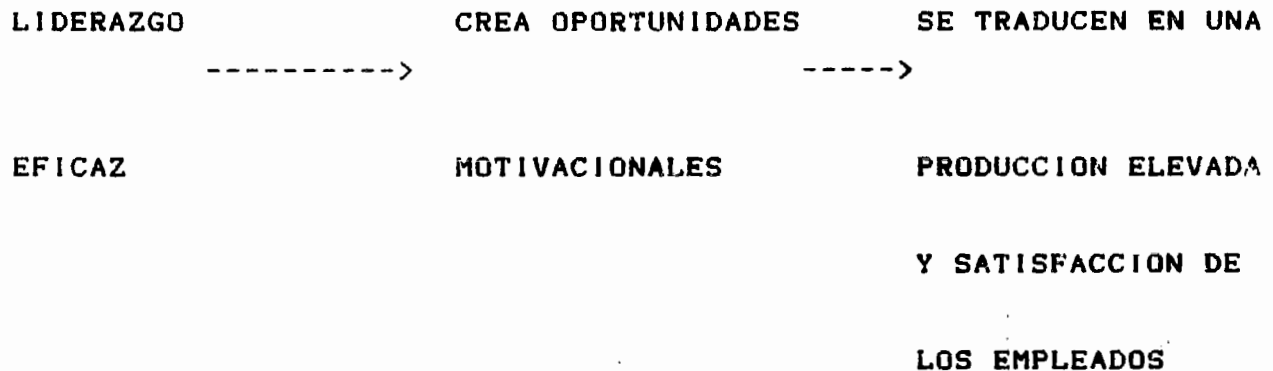 LIDERAZGO CREA OPORTUNIDADES SE TRADUCEN EN UNA
----------> ----->
EFICAZ MOTIVACIONALES PRODUCCION ELEVADA
Y SATISFACCION DE
LOS EMPLEADOS